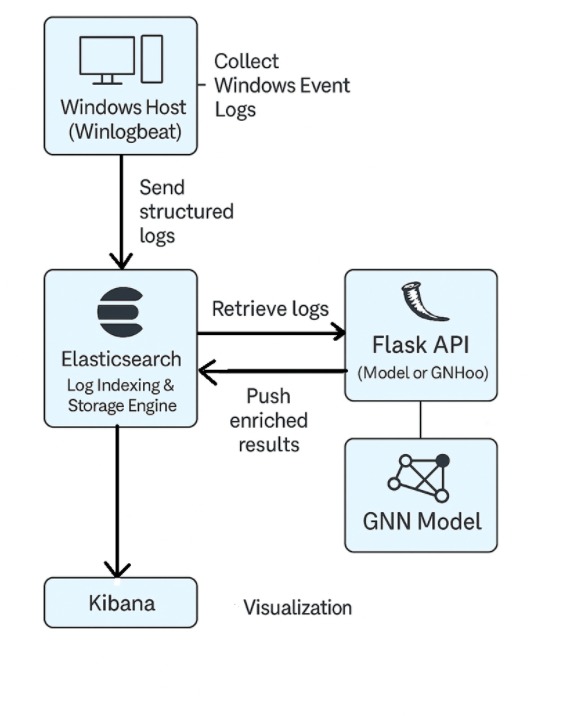 Windows Host
(Winlogbeat)
Collect
Windows Event
Logs
Send
structured
logs
Elasticsearch
Log Indexing &
Storage Engine
Retrieve logs
Push
enriched
results
Flask API
(Model or GNHoo)
GNN Model
Kibana
Visualization